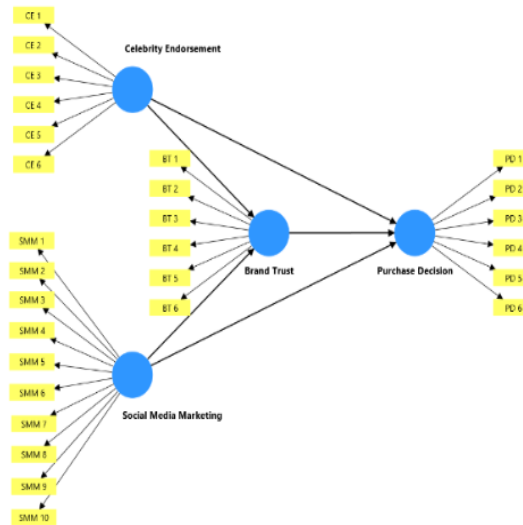 CE 1
Celebrity Endorsement
CE 2
CE 3
CE 4
CE 5
CE 6
BT 1
BT 2
BT 3
BT 4
BT 5
BT 6
Brand Trust
PD 1
PD 2
PD 3
PD 4
PD 5
PD 6
Purchase Decision
SMM 1
SMM 2
SMM 3
SMM 4
SMM 5
SMM 6
SMM 7
SMM 8
SMM 9
SMM 10
Social Media Marketing